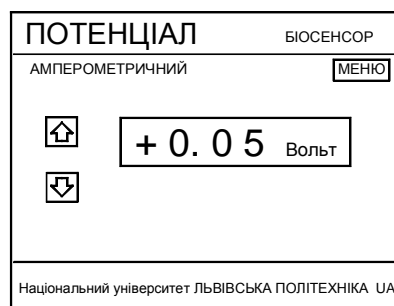 ПОТЕНЦІАЛ БІОСЕНСОР
АМПЕРОМЕТРИЧНИЙ МЕНЮ
+ 0. 0 5 Вольт
Національний університет ЛЬВІВСЬКА ПОЛІТЕХНІКА UA